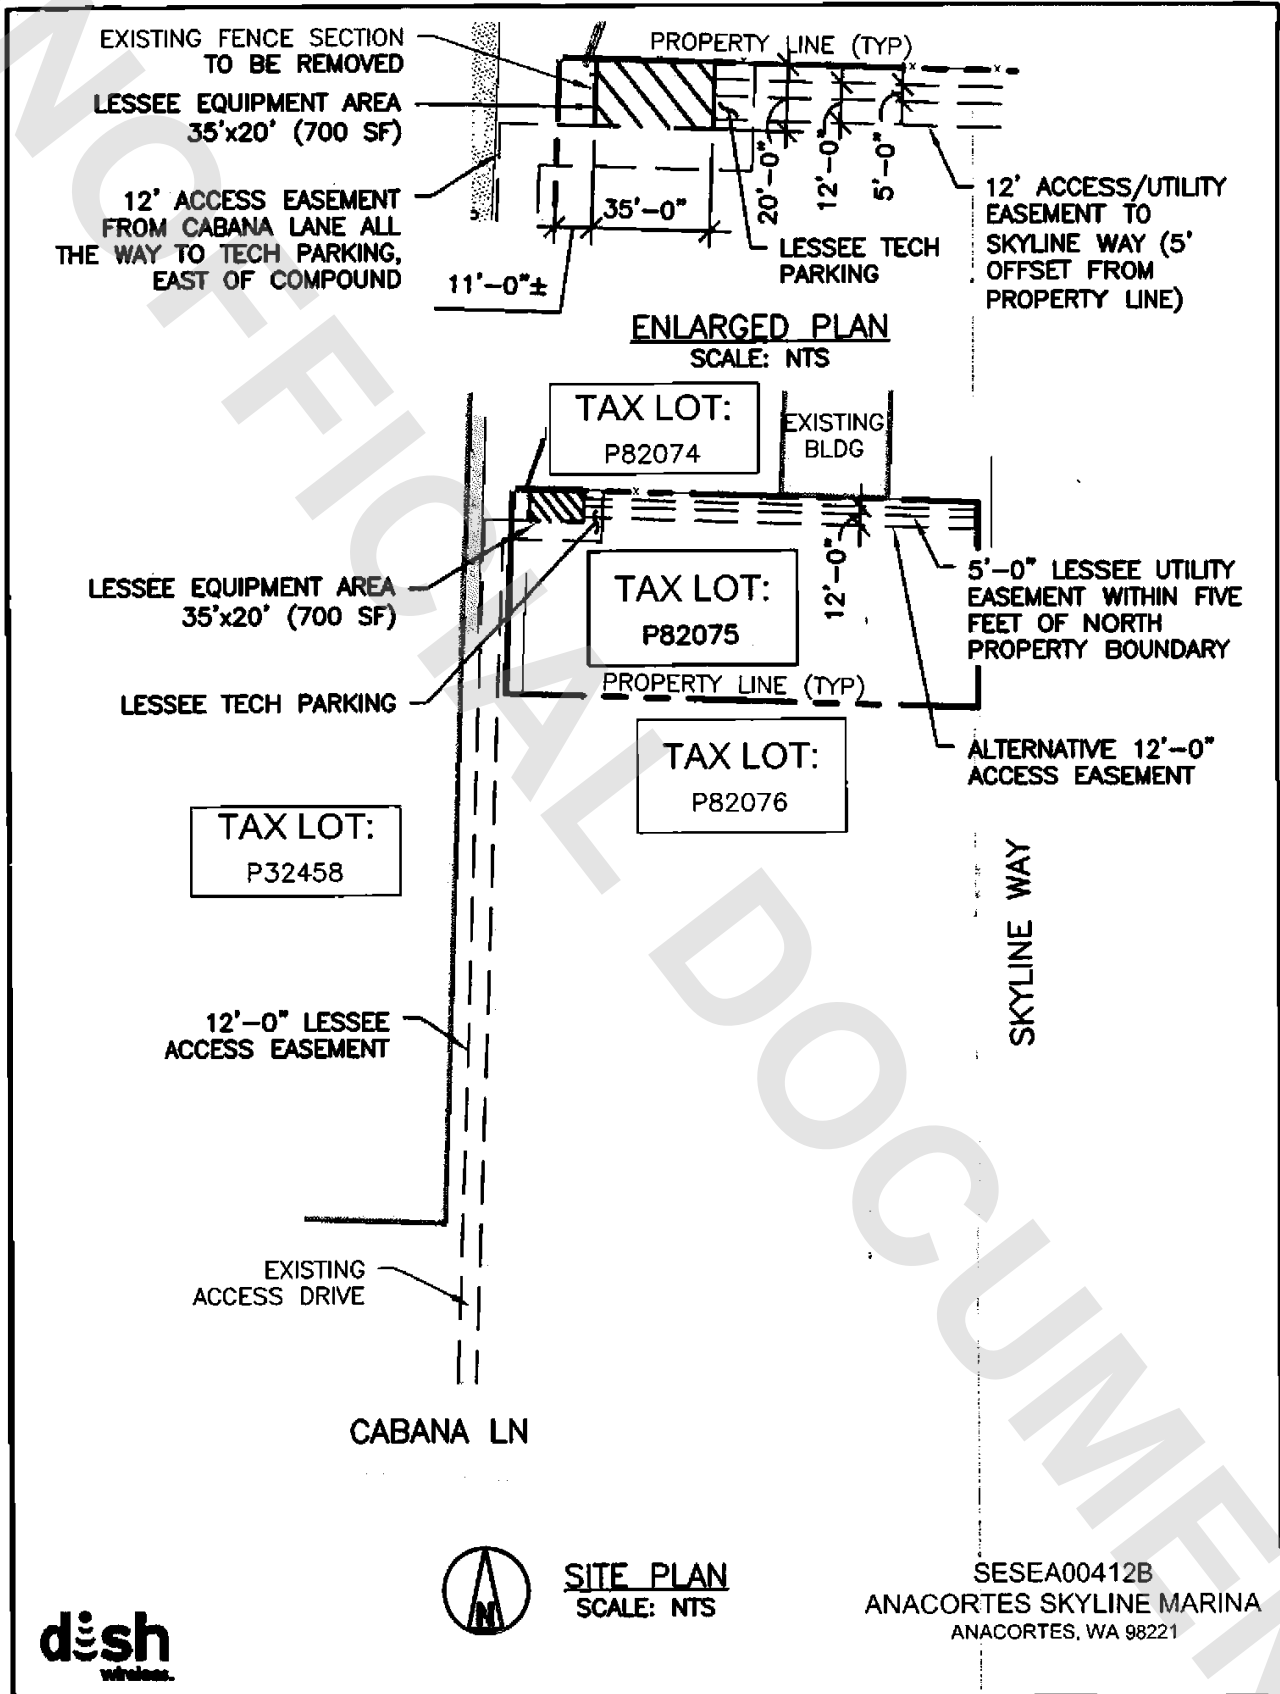 EXISTING FENCE SECTION
TO BE REMOVED
LESSEE EQUIPMENT AREA
35'x20' (700 SF)
12' ACCESS EASEMENT
FROM CABANA LANE ALL
THE WAY TO TECH PARKING,
EAST OF COMPOUND
PROPERTY LINE (TYP)
11'-0"±
35'-0"
20'-0"
12'-0"
5'-0"
LESSEE TECH
PARKING
12' ACCESS/UTILITY
EASEMENT TO
SKYLINE WAY (5'
OFFSET FROM
PROPERTY LINE)
ENLARGED PLAN
SCALE: NTS
TAX LOT:
P82074
EXISTING
BLDG
LESSEE EQUIPMENT AREA
35'x20' (700 SF)
LESSEE TECH PARKING
TAX LOT:
P82075
12'-0"
5'-0" LESSEE UTILITY
EASEMENT WITHIN FIVE
FEET OF NORTH
PROPERTY BOUNDARY
PROPERTY LINE (TYP)
TAX LOT:
P82076
ALTERNATIVE 12'-0"
ACCESS EASEMENT
TAX LOT:
P32458
SKYLINE WAY
12'-0" LESSEE
ACCESS EASEMENT
EXISTING
ACCESS DRIVE
CABANA LN
N
SITE PLAN
SCALE: NTS
dish
wireless.
SESEA00412B
ANACORTES SKYLINE MARINA
ANACORTES, WA 98221
UNOFFICIAL DOCUMENT